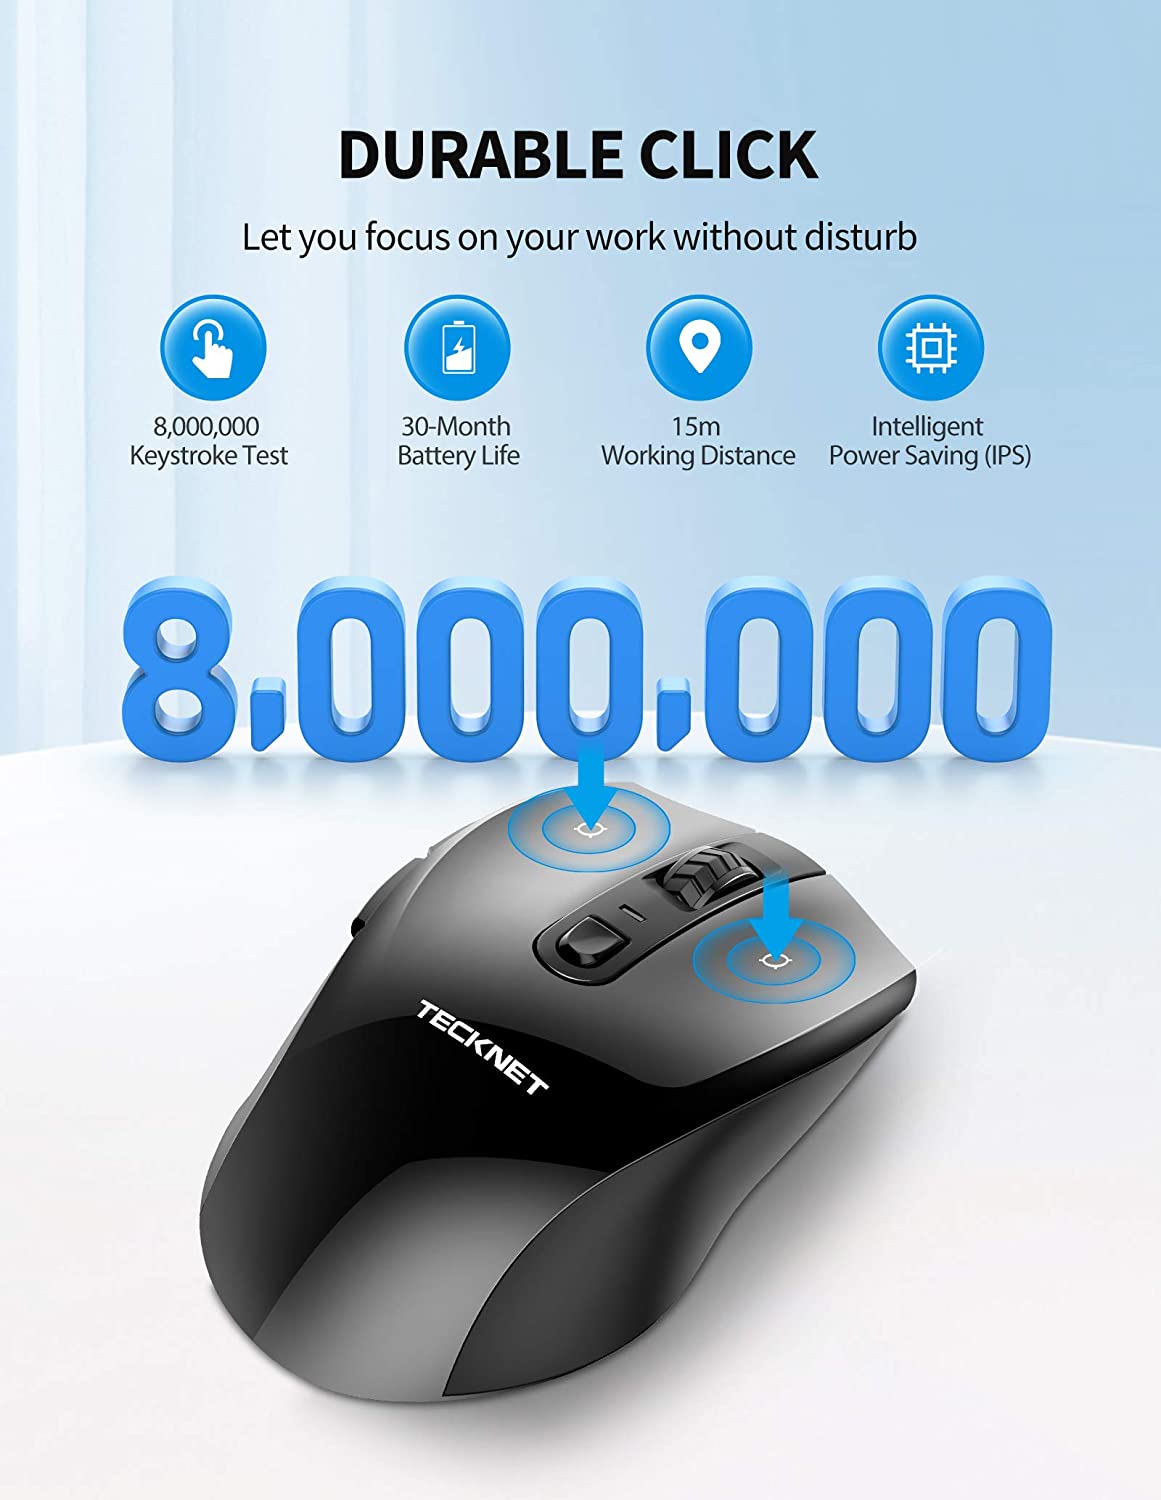 DURABLE CLICK
Let you focus on your work without disturb
8,000,000
Keystroke Test
30-Month
Battery Life
15m
Working Distance
Intelligent
Power Saving (IPS)
8,000,000
TECKNET